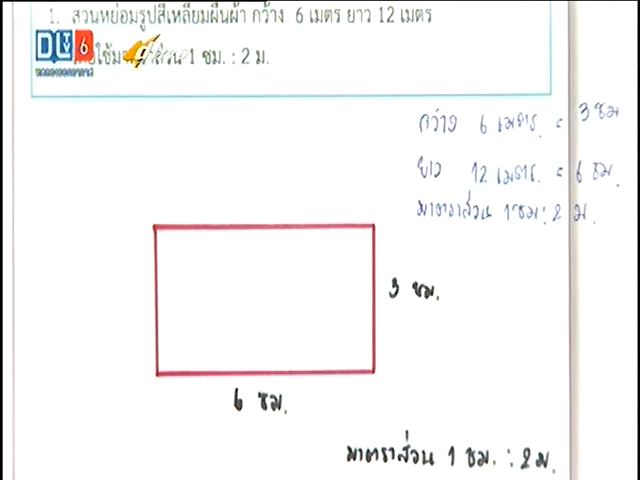 1. สวนหย่อมรูปสี่เหลี่ยมผืนผ้า กว้าง 6 เมตร ยาว 12 เมตร
1 ซม. : 2 ม.
DLTV 6
กว้าง 6 เมตร. = 3 ซม
ยาว 12 เมตร. = 6 ซม.
มาตราส่วน 1 ซม. : 2 ม.
3 ซม.
6 ซม.
มาตราส่วน 1 ซม. : 2 ม.